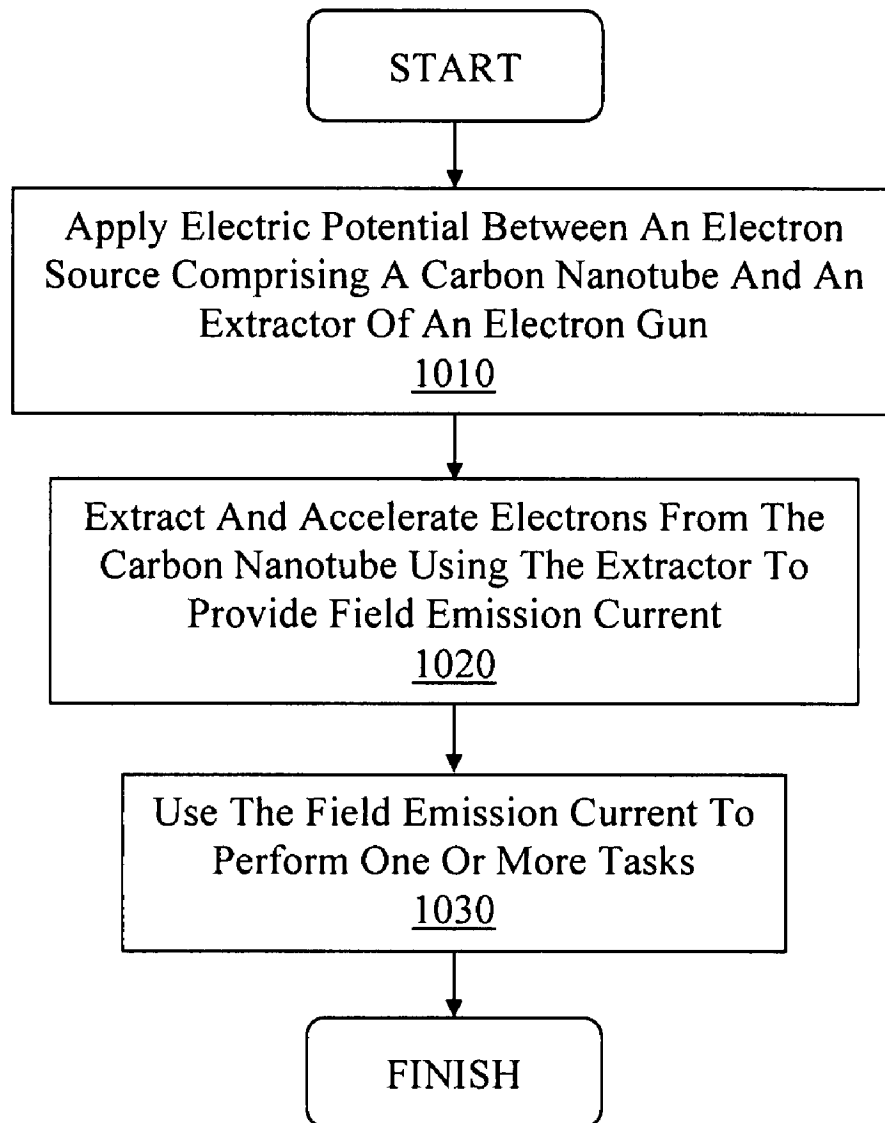 START
Apply Electric Potential Between An Electron
Source Comprising A Carbon Nanotube And An
Extractor Of An Electron Gun
1010
Extract And Accelerate Electrons From The
Carbon Nanotube Using The Extractor To
Provide Field Emission Current
1020
Use The Field Emission Current To
Perform One Or More Tasks
1030
FINISH